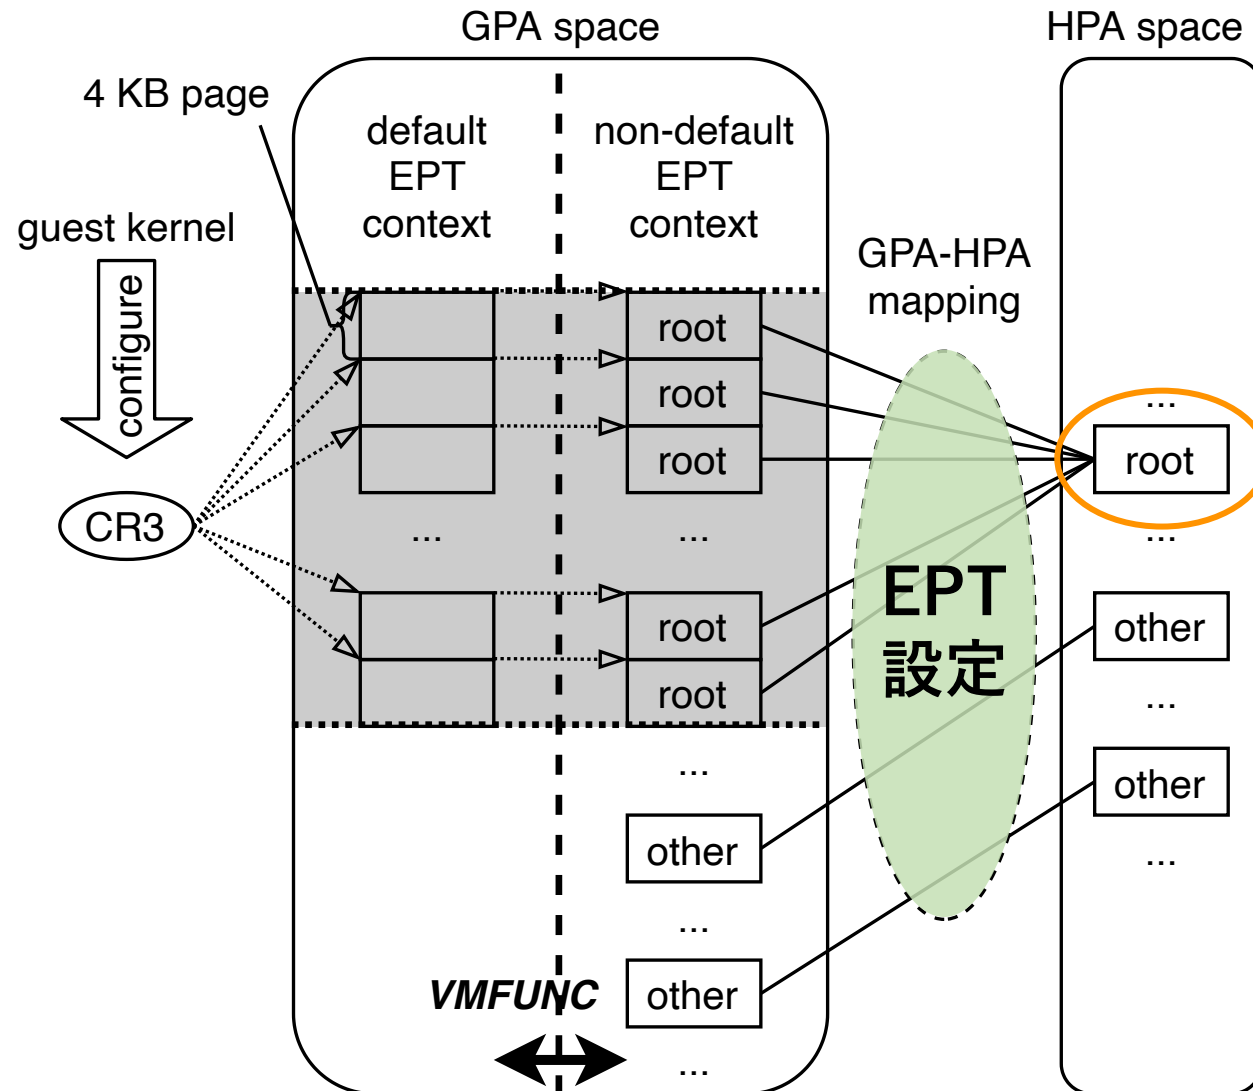 GPA space
HPA space
4 KB page
default
EPT
context
non-default
EPT
context
guest kernel
configure
CR3
GPA-HPA
mapping
root
root
root
...
...
root
root
...
other
...
other
...
VMFUNC
EPT
設定
...
root
...
other
...
other
...